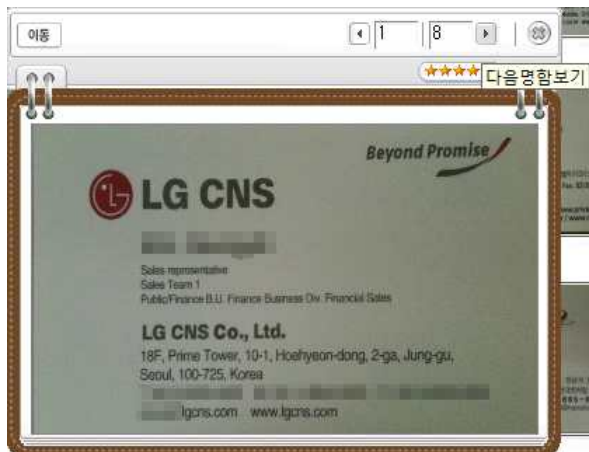 이동
1
8
다음명함보기
Beyond Promise
LG CNS
Sales representative
Sales Team 1
Public/Finance B.U. Finance Business Div. Financial Sales
LG CNS Co., Ltd.
18F, Prime Tower, 10-1, Hoehyeon-dong, 2-ga, Jung-gu,
Seoul, 100-725, Korea
lgcns.com www.lgcns.com